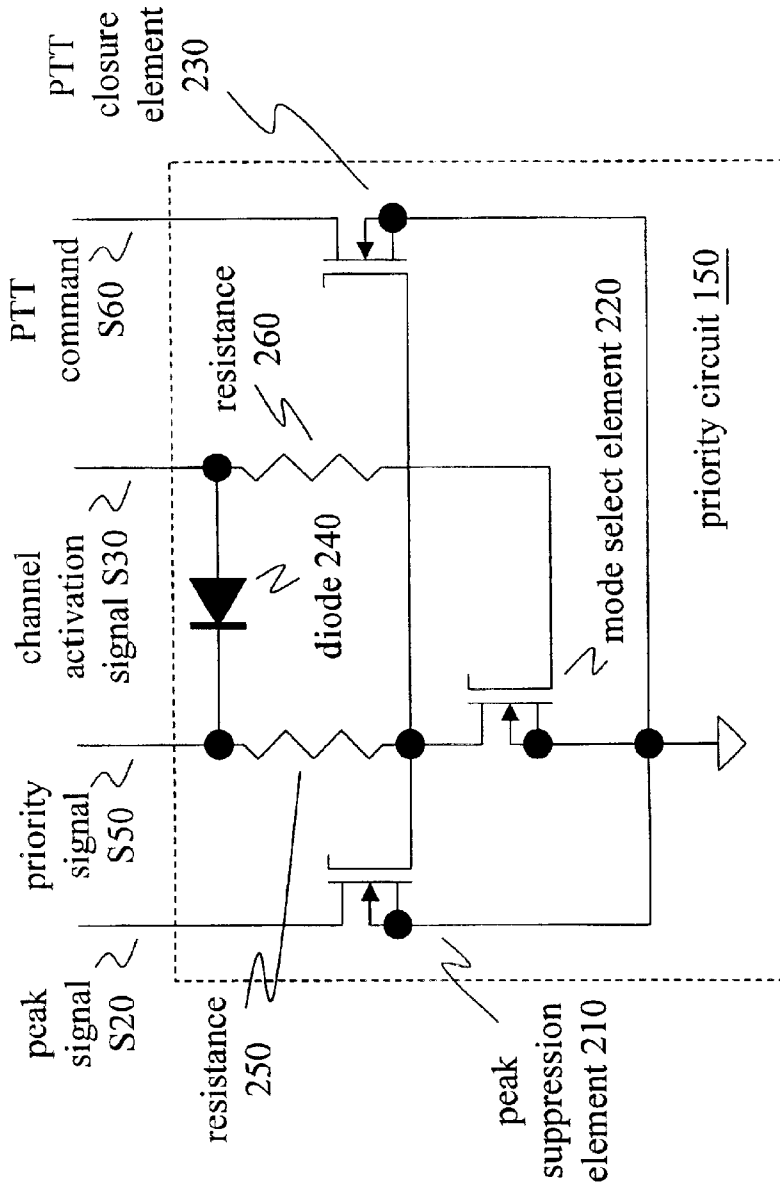 peak
signal
S20
priority
signal
S50
channel
activation
signal S30
PTT
command
S60
PTT
closure
element
230
resistance
250
diode 240
resistance
260
peak
suppression
element 210
mode select element 220
priority circuit 150